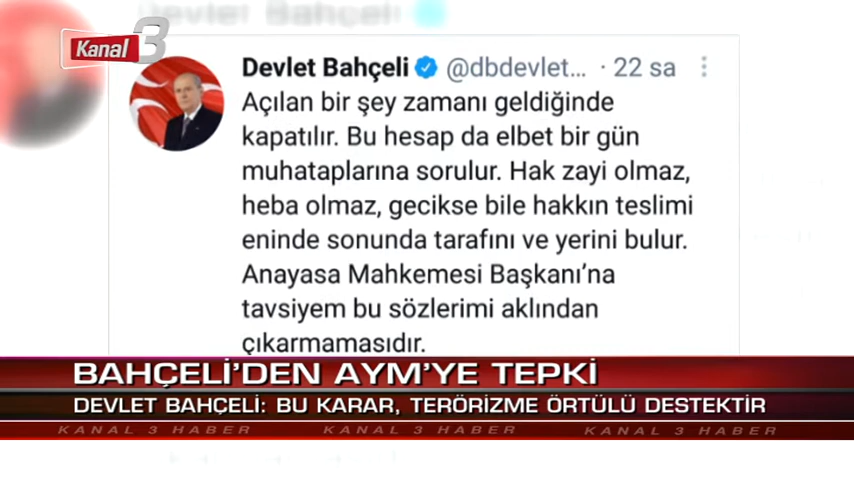 Kanal 3
Devlet Bahçeli @dbdevlet... · 22 sa
Açılan bir şey zamanı geldiğinde
kapatılır. Bu hesap da elbet bir gün
muhataplarına sorulur. Hak zayi olmaz,
heba olmaz, gecikse bile hakkın teslimi
eninde sonunda tarafını ve yerini bulur.
Anayasa Mahkemesi Başkanı’na
tavsiyem bu sözlerimi aklından
çıkarmamasıdır.
BAHÇELİ’DEN AYM’YE TEPKİ
DEVLET BAHÇELİ: BU KARAR, TERÖRİZME ÖRTÜLÜ DESTEKTİR
KANAL 3 HABER KANAL 3 HABER KANAL 3 HABER